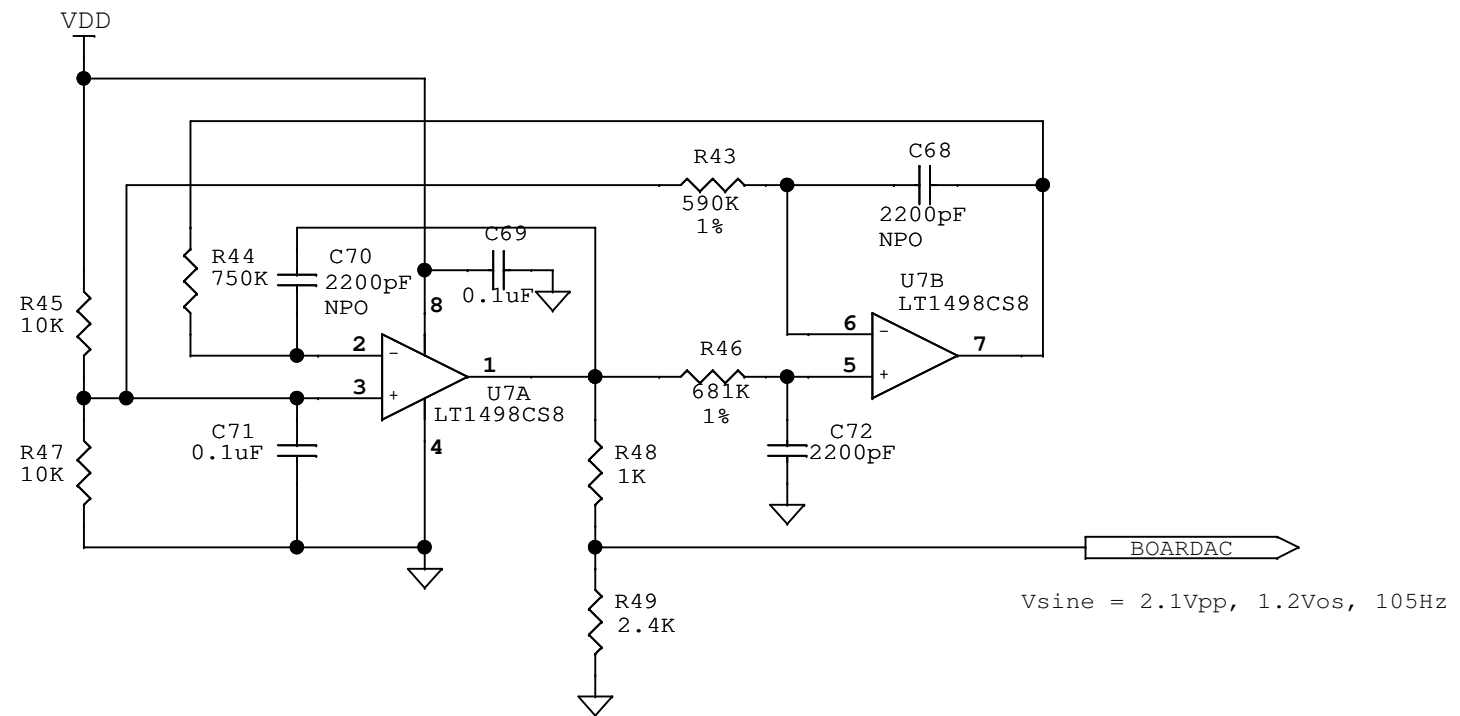 VDD
R43
590K
1%
C68
2200pF
NPO
C69
0.1uF
R44
750K
C70
2200pF
NPO
8
U7B
LT1498CS8
R45
10K
2
−
3
+
1
U7A
LT1498CS8
4
R46
681K
1%
6
−
5
+
7
C71
0.1uF
R47
10K
R48
1K
C72
2200pF
BOARDAC
R49
2.4K
Vsine = 2.1Vpp, 1.2Vos, 105Hz